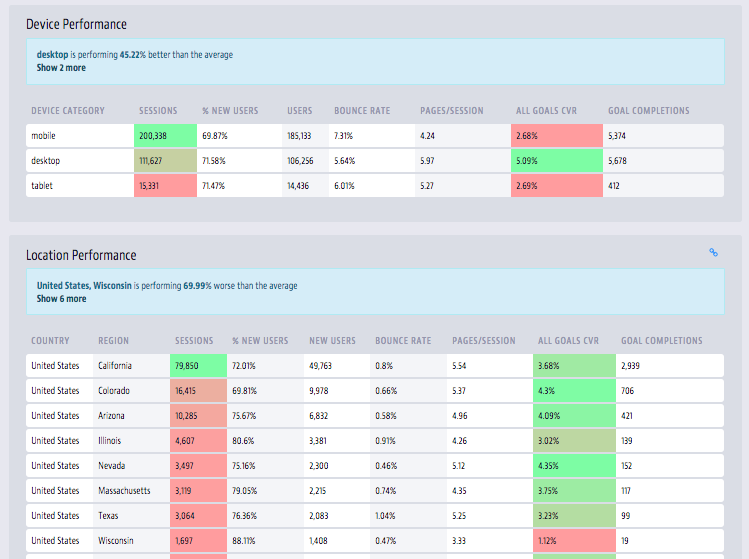 Device Performance
desktop is performing 45.22% better than the average
Show 2 more
DEVICE CATEGORY SESSIONS % NEW USERS USERS BOUNCE RATE PAGES/SESSION ALL GOALS CVR GOAL COMPLETIONS
mobile 200,338 69.87% 185,133 7.31% 4.24 2.68% 5,374
desktop 111,627 71.58% 106,256 5.64% 5.97 5.09% 5,678
tablet 15,331 71.47% 14,436 6.01% 5.27 2.69% 412
Location Performance
United States, Wisconsin is performing 69.99% worse than the average
Show 6 more
COUNTRY REGION SESSIONS % NEW USERS NEW USERS BOUNCE RATE PAGES/SESSION ALL GOALS CVR GOAL COMPLETIONS
United States California 79,850 72.01% 49,763 0.8% 5.54 3.68% 2,939
United States Colorado 16,415 69.81% 9,978 0.66% 5.37 4.3% 706
United States Arizona 10,285 75.67% 6,832 0.58% 4.96 4.09% 421
United States Illinois 4,607 80.6% 3,381 0.91% 4.26 3.02% 139
United States Nevada 3,497 75.16% 2,300 0.46% 5.12 4.35% 152
United States Massachusetts 3,119 79.05% 2,215 0.74% 4.35 3.75% 117
United States Texas 3,064 76.36% 2,083 1.04% 5.25 3.23% 99
United States Wisconsin 1,697 88.11% 1,408 0.47% 3.33 1.12% 19